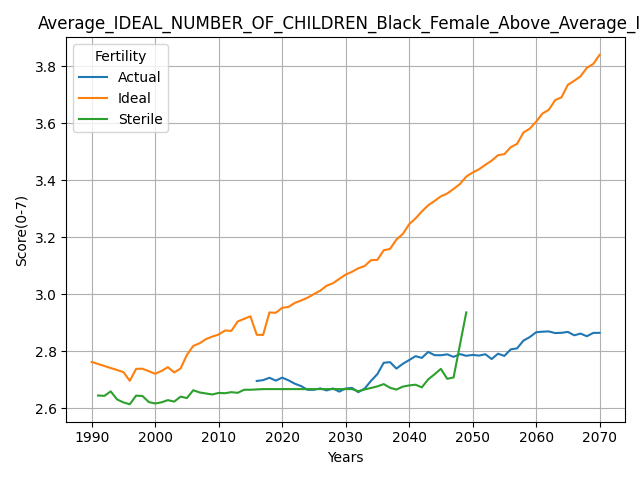 Average_IDEAL_NUMBER_OF_CHILDREN_Black_Female_Above_Average_I
Fertility
Actual
Ideal
Sterile
3.8
3.6
3.4
3.2
3.0
2.8
2.6
Score(0-7)
1990 2000 2010 2020 2030 2040 2050 2060 2070
Years